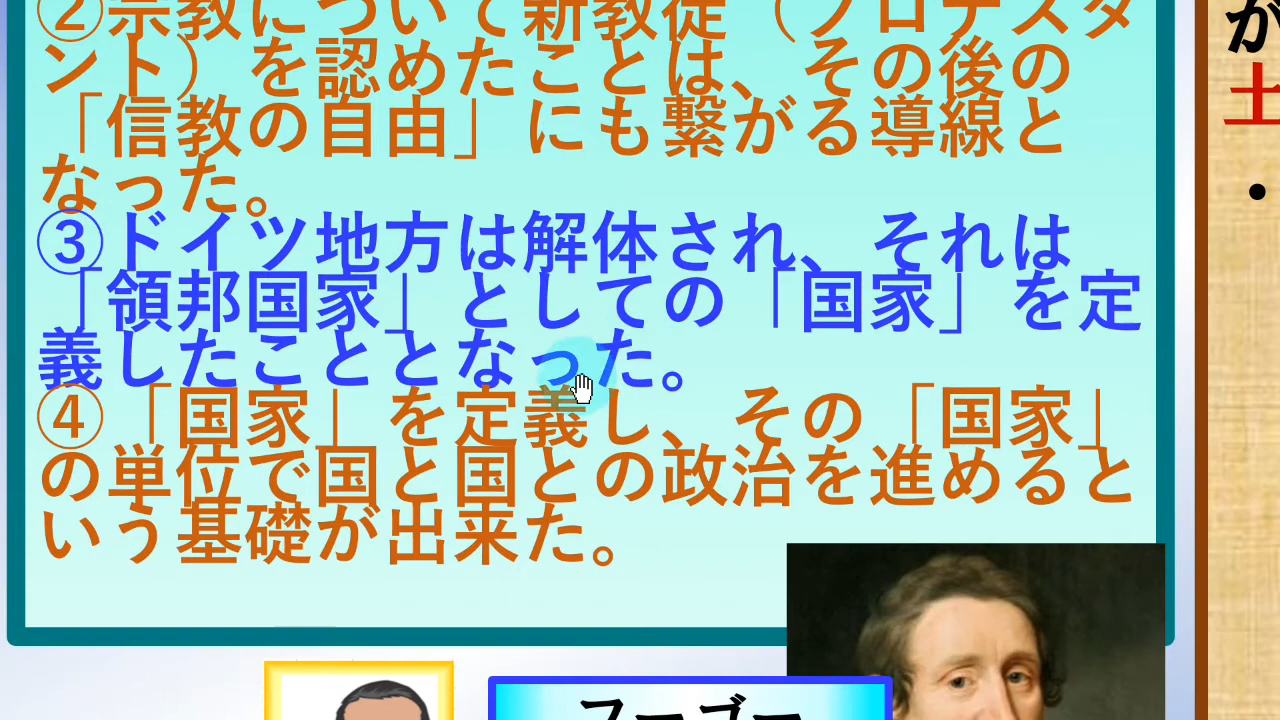 ②宗教について新教徒（プロテスタ
ント）を認めたことは、その後の
「信教の自由」にも繋がる導線と
なった。
③ドイツ地方は解体され、それは
「領邦国家」としての「国家」を定
義したこととなった。
④「国家」を定義し、その「国家」
の単位で国と国との政治を進めると
いう基礎が出来た。
フーゴー
が
土
・